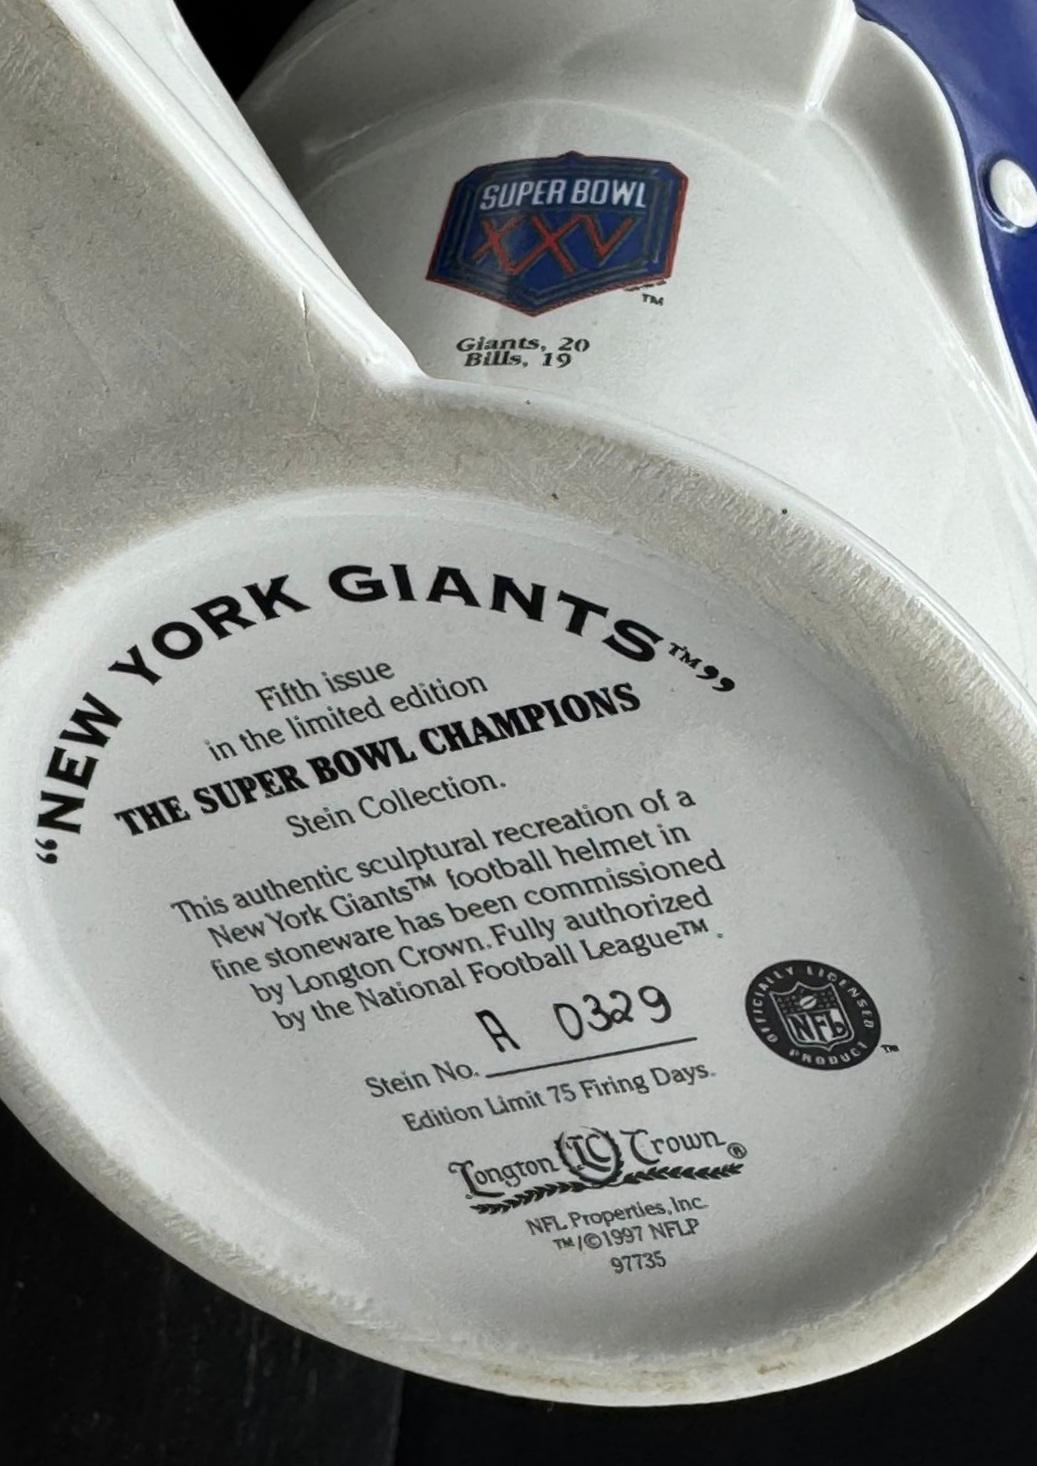 SUPER BOWL
XXV
TM
Giants, 20
Bills, 19
“NEW YORK GIANTS™”
Fifth issue
in the limited edition
THE SUPER BOWL CHAMPIONS
Stein Collection.
This authentic sculptural recreation of a
New York Giants™ football helmet in
fine stoneware has been commissioned
by Longton Crown. Fully authorized
by the National Football League™.
Stein No. A 0329
Edition Limit 75 Firing Days.
OFFICIALLY LICENSED
NFL
PRODUCT
TM
Longton LC Crown®
NFL Properties, Inc.
™/©1997 NFLP
97735